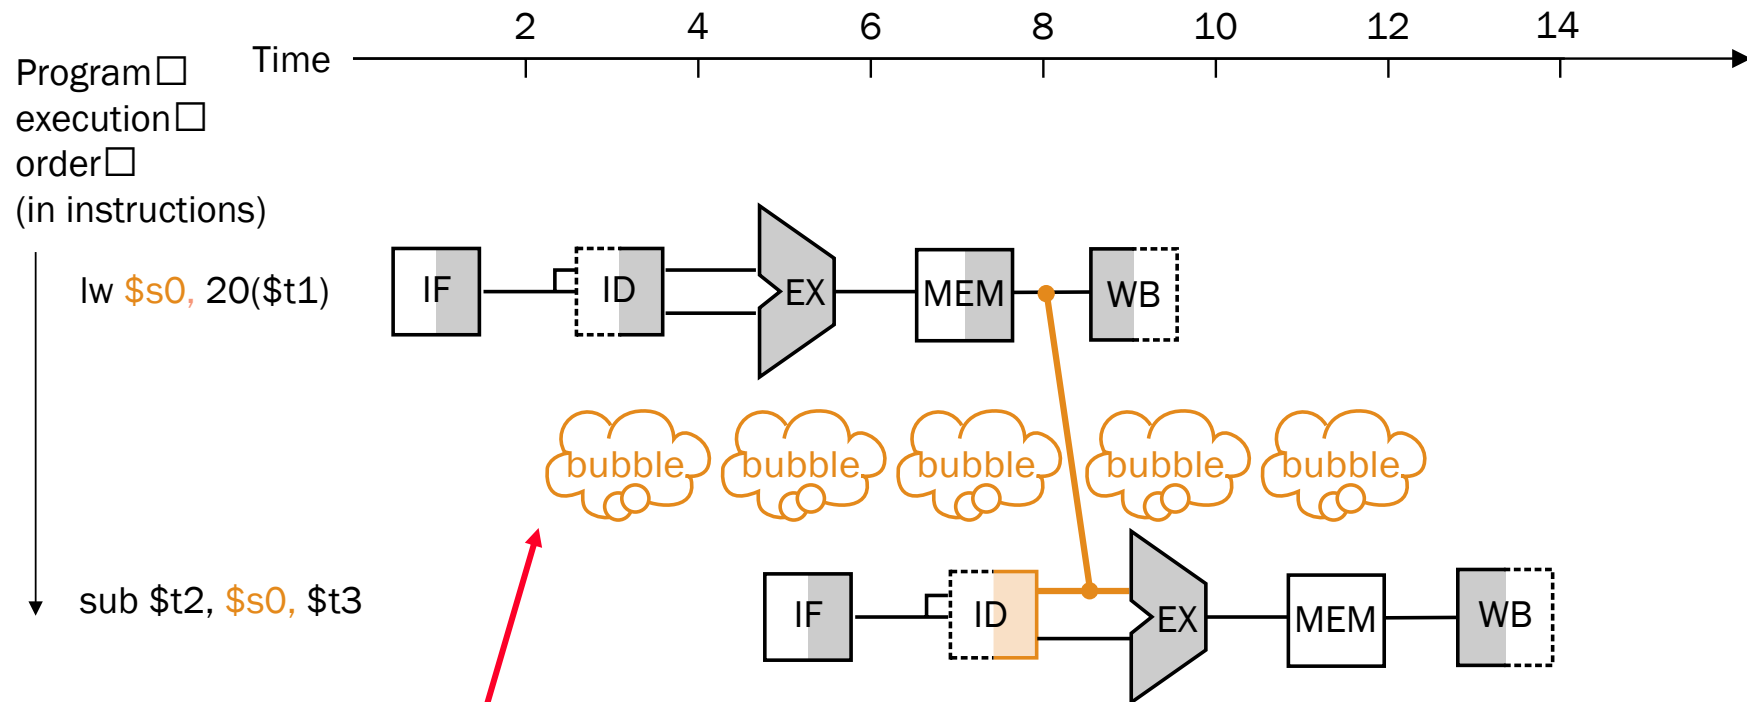 2 4 6 8 10 12 14
Time
Program□
execution□
order□
(in instructions)
lw $s0, 20($t1)
IF ID EX MEM WB
bubble bubble bubble bubble bubble
sub $t2, $s0, $t3
IF ID EX MEM WB